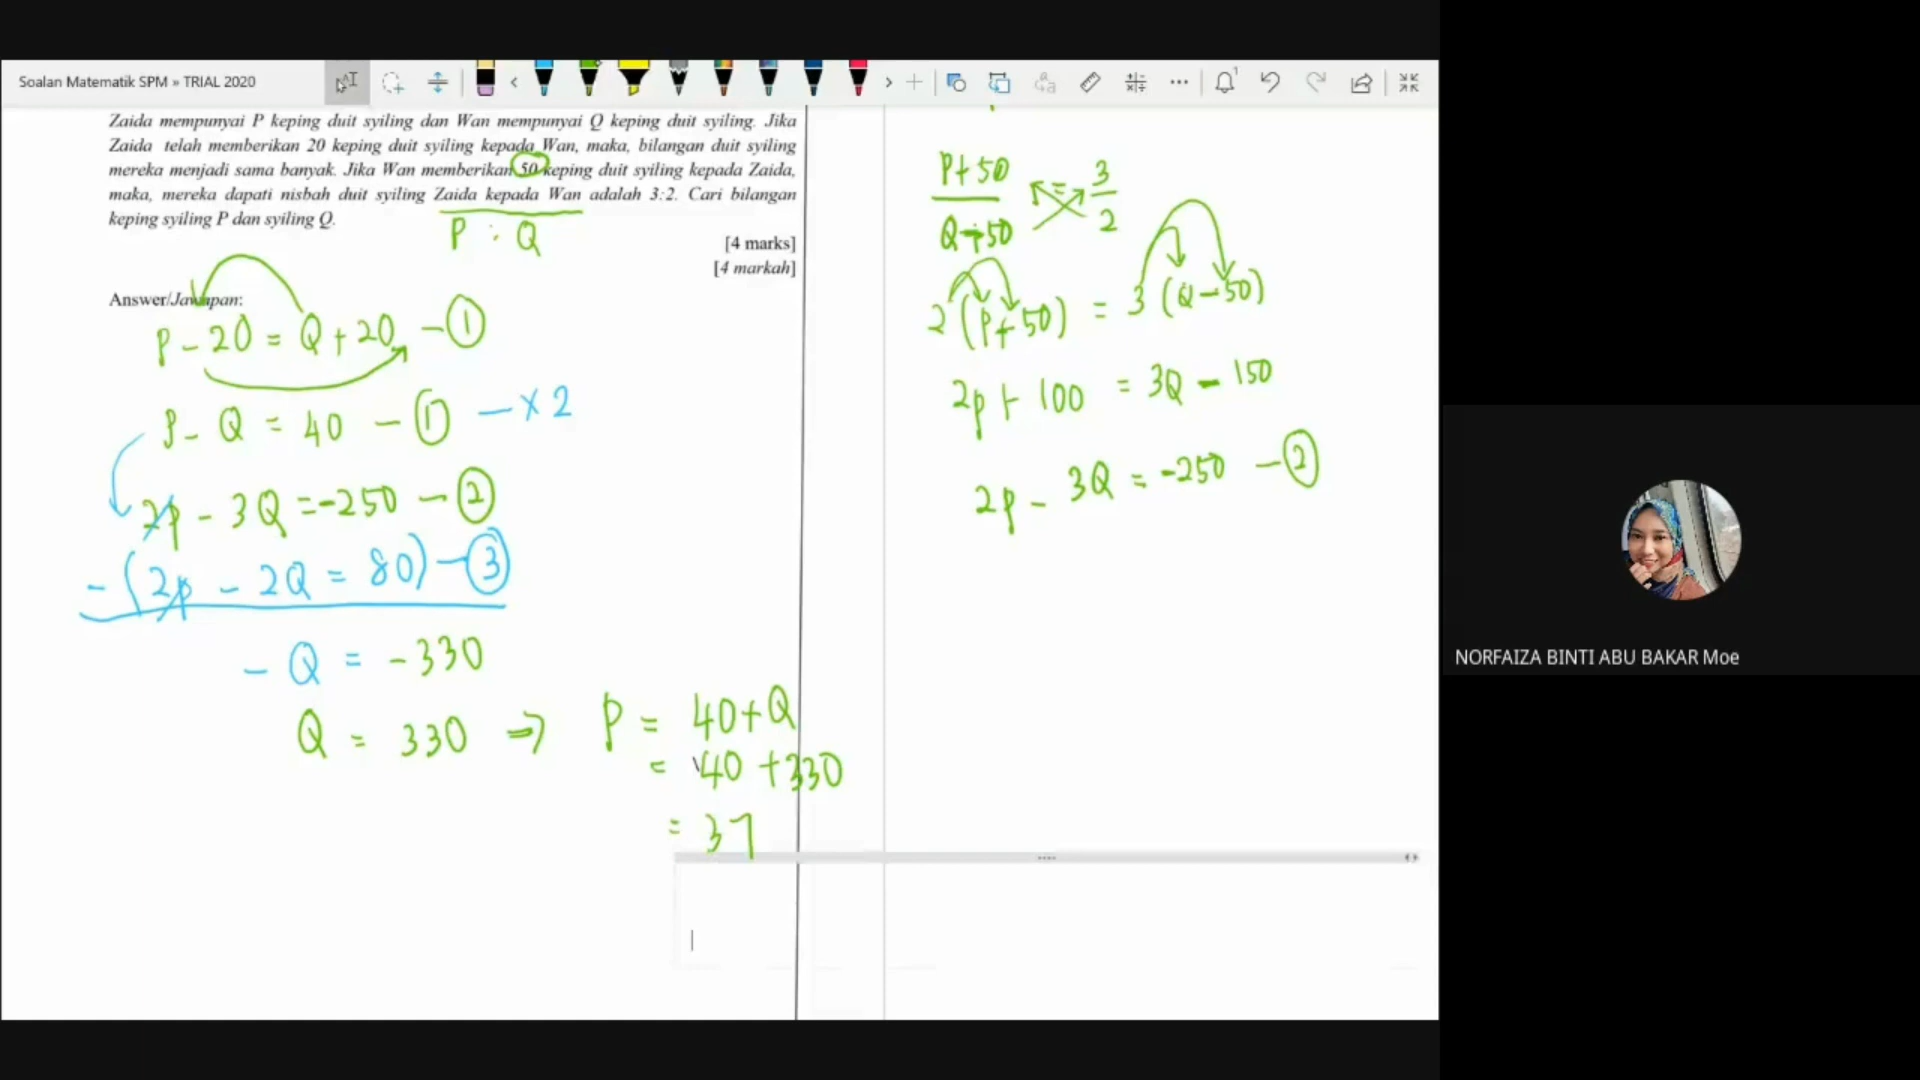 Soalan Matematik SPM » TRIAL 2020
Zaida mempunyai P keping duit syiling dan Wan mempunyai Q keping duit syiling. Jika
Zaida telah memberikan 20 keping duit syiling kepada Wan, maka, bilangan duit syiling
mereka menjadi sama banyak. Jika Wan memberikan 50 keping duit syiling kepada Zaida,
maka, mereka dapati nisbah duit syiling Zaida kepada Wan adalah 3:2. Cari bilangan
keping syiling P dan syiling Q.
P : Q
[4 marks]
[4 markah]
Answer/Jawapan:
P - 20 = Q + 20 - ①
P - Q = 40 - ① - × 2
2P - 3Q = -250 - ②
- (2P - 2Q = 80) - ③
- Q = - 330
Q = 330 → P = 40 + Q
= 40 + 330
= 37
P + 50 = 3
Q - 50 2
2 (P + 50) = 3 (Q - 50)
2P + 100 = 3Q - 150
2P - 3Q = -250 - ②
NORFAIZA BINTI ABU BAKAR Moe